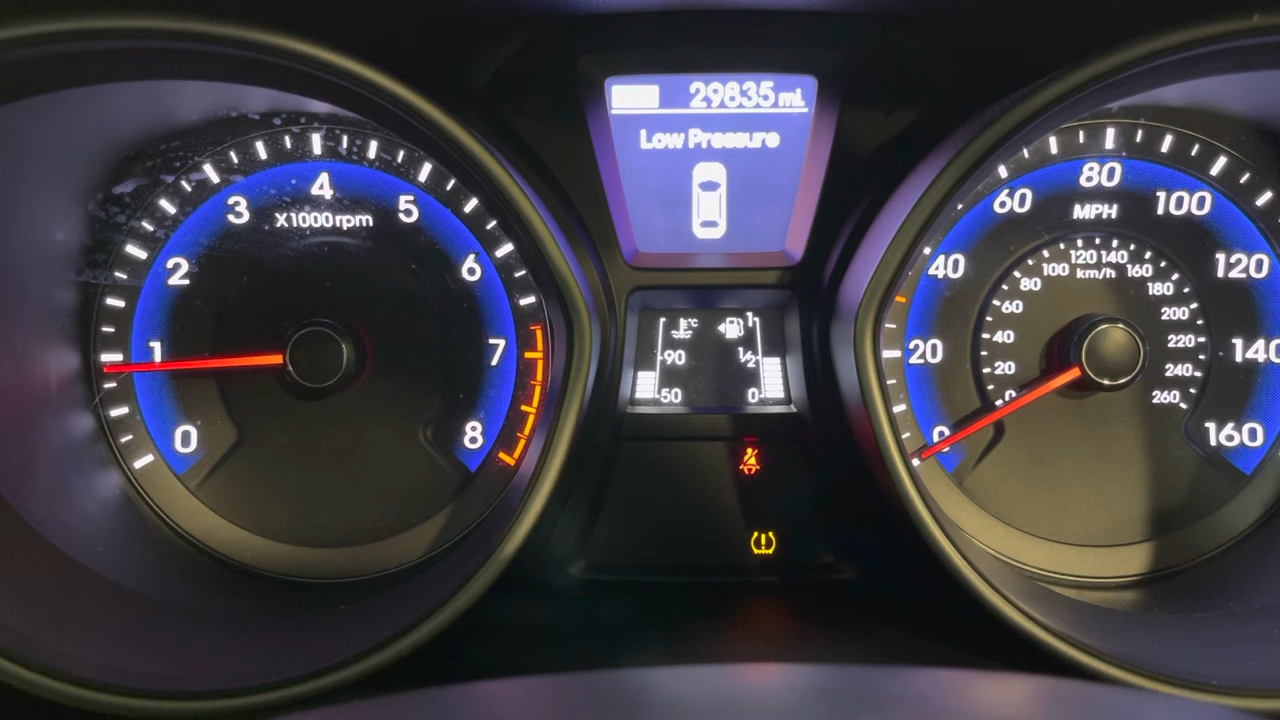 29835 mi.
Low Pressure
0 1 2 3 4 5 6 7 8
X1000 rpm
°C
90
50
1
1/2
0
0 20 40 60 80 100 120 140 160
MPH
0 20 40 60 80 100 120 140 160 180 200 220 240 260
km/h